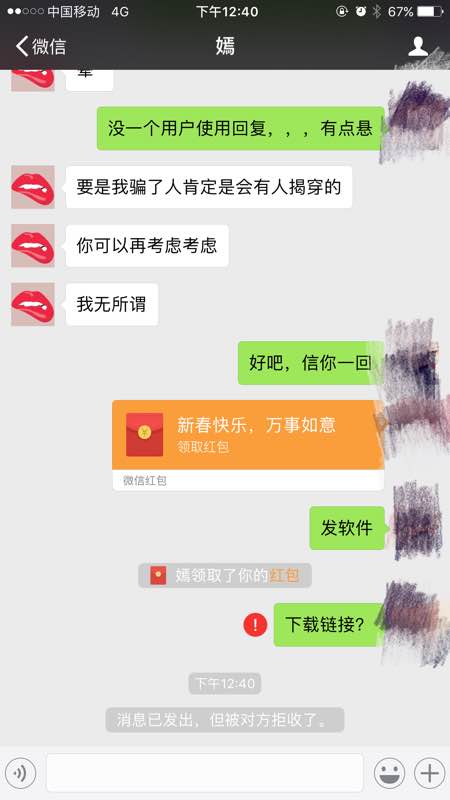 中国移动 4G 下午12:40 67%
微信 嫣
没一个用户使用回复，，，有点悬
要是我骗了人肯定是会有人揭穿的
你可以再考虑考虑
我无所谓
好吧，信你一回
新春快乐，万事如意
领取红包
微信红包
发软件
嫣领取了你的红包
! 下载链接?
下午12:40
消息已发出，但被对方拒收了。